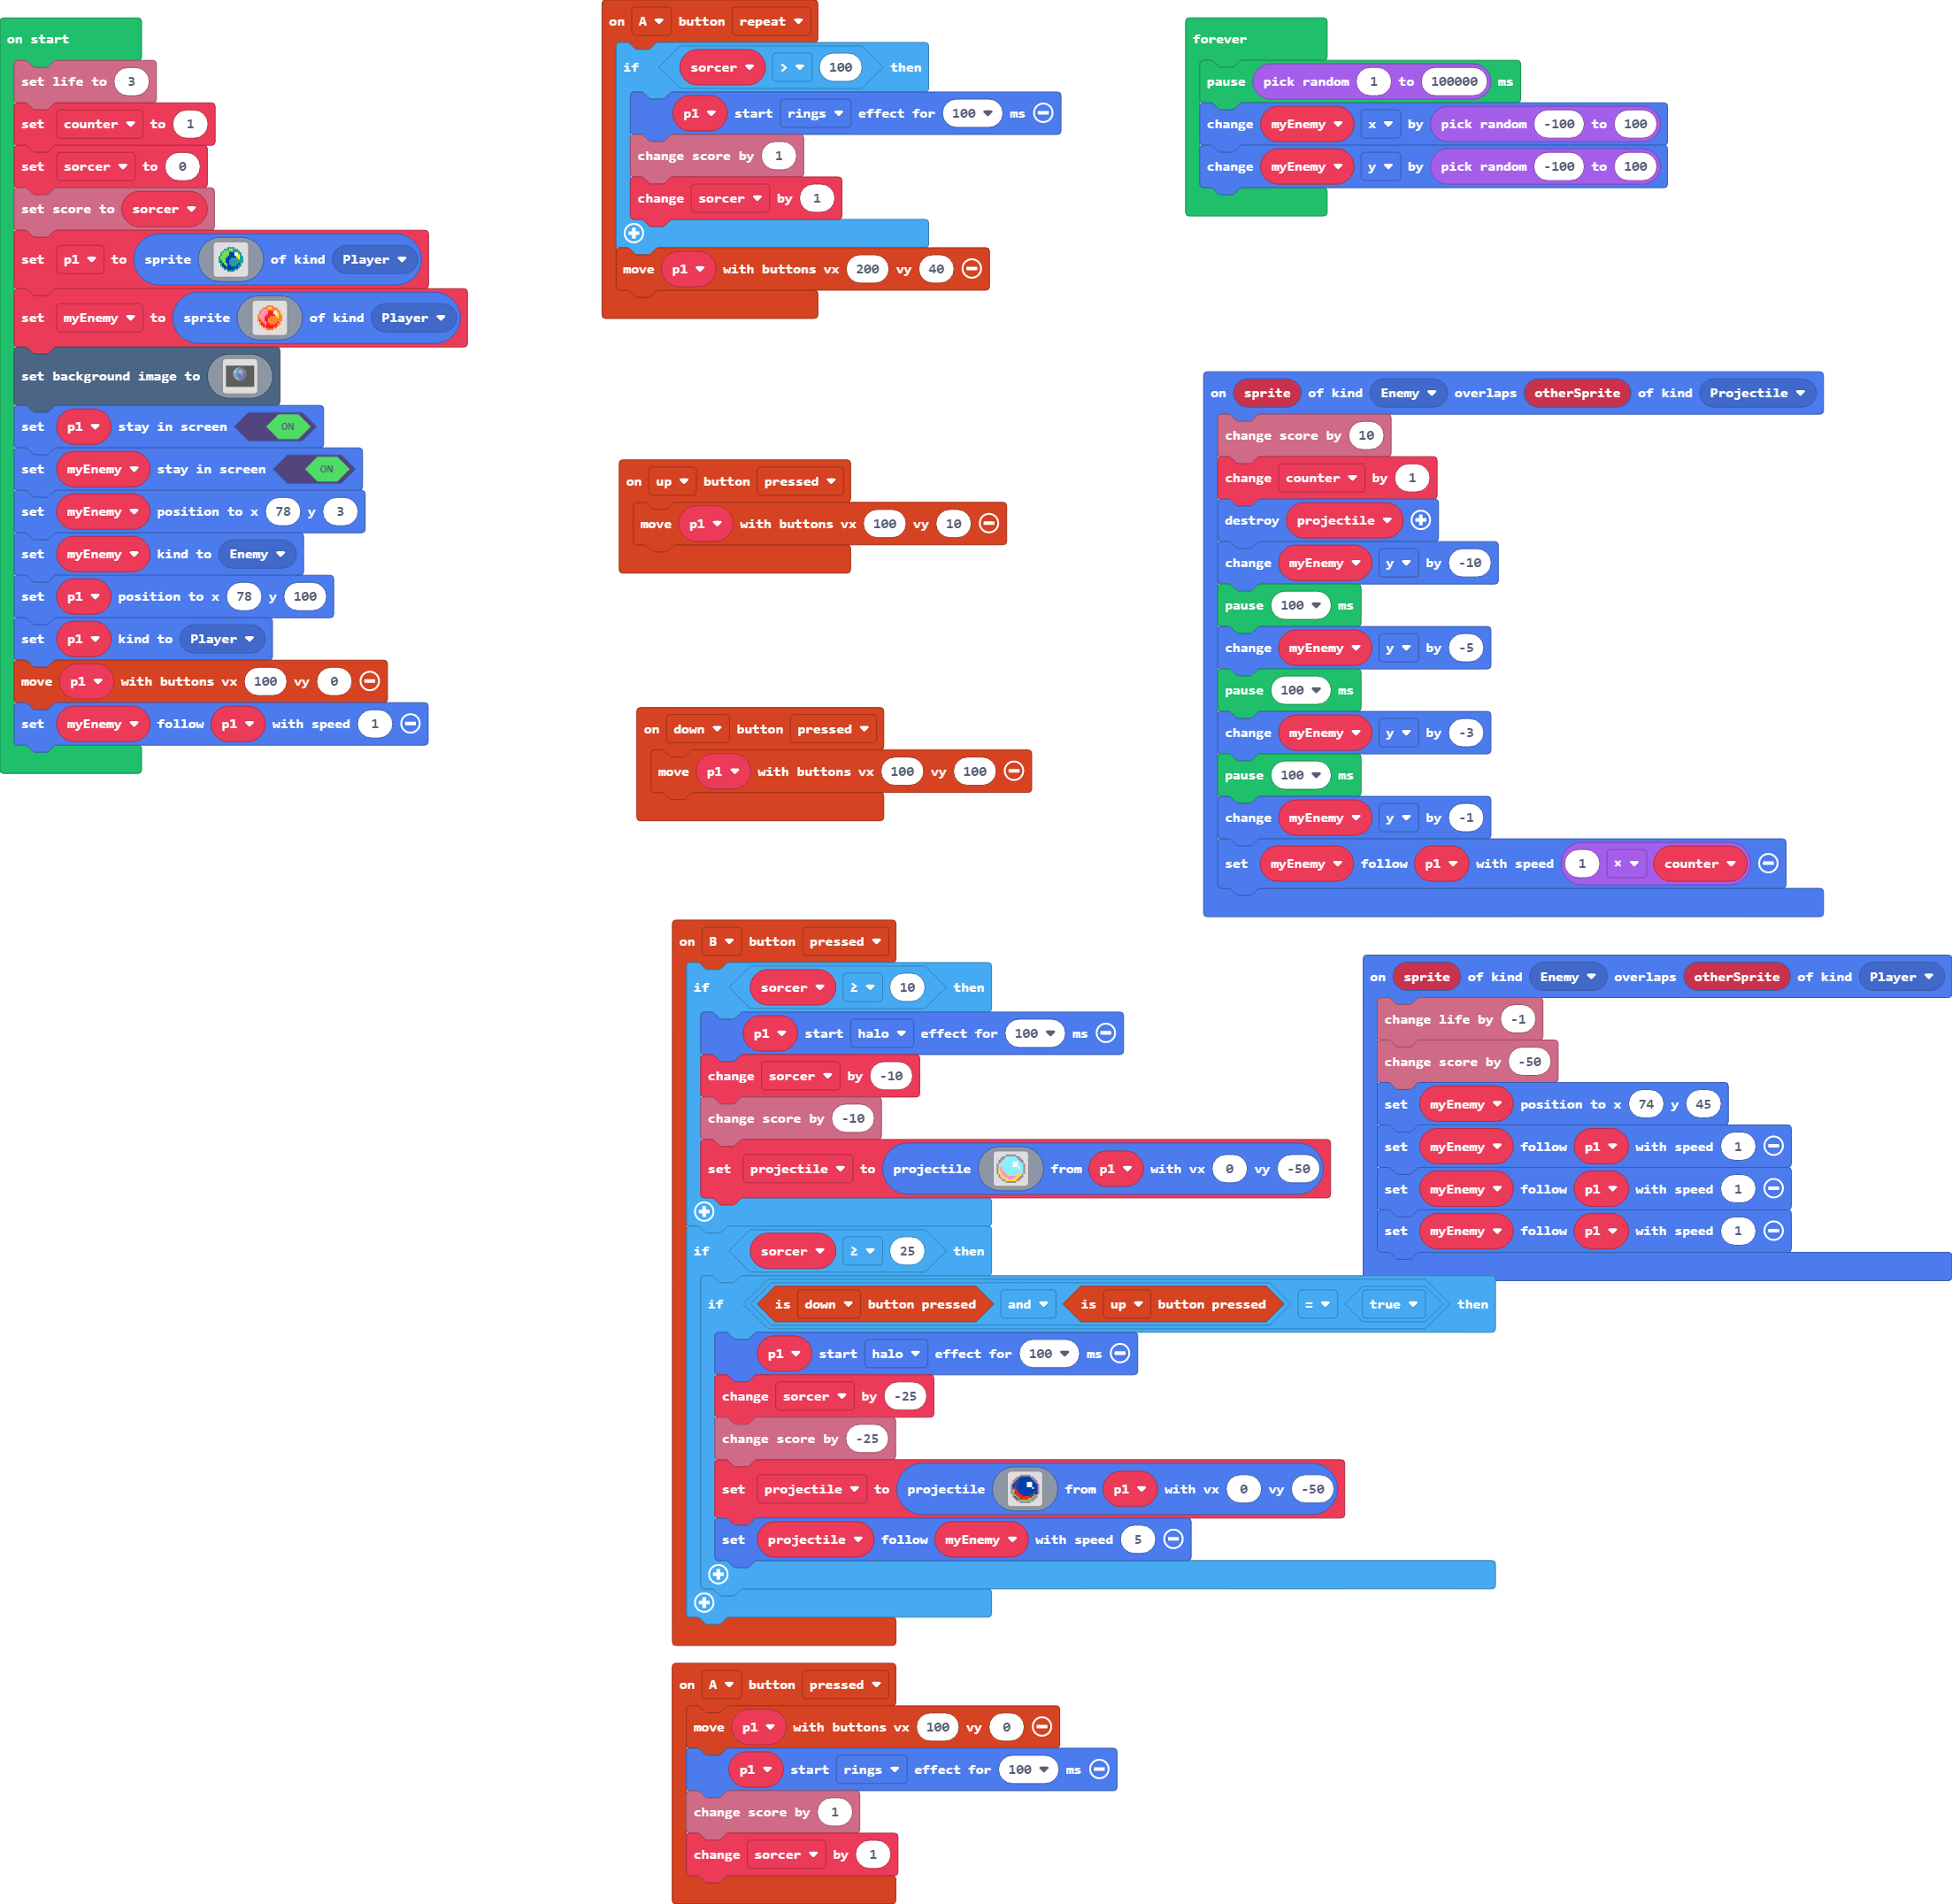 on start
set life to 3
set counter to 1
set sorcer to 0
set score to sorcer
set p1 to sprite of kind Player
set myEnemy to sprite of kind Player
set background image to
set p1 stay in screen ON
set myEnemy stay in screen ON
set myEnemy position to x 78 y 3
set myEnemy kind to Enemy
set p1 position to x 78 y 100
set p1 kind to Player
move p1 with buttons vx 100 vy 0
set myEnemy follow p1 with speed 1
on A button repeat
if sorcer > 100 then
p1 start rings effect for 100 ms
change score by 1
change sorcer by 1
move p1 with buttons vx 200 vy 40
on up button pressed
move p1 with buttons vx 100 vy 10
on down button pressed
move p1 with buttons vx 100 vy 100
forever
pause pick random 1 to 100000 ms
change myEnemy x by pick random -100 to 100
change myEnemy y by pick random -100 to 100
on sprite of kind Enemy overlaps otherSprite of kind Projectile
change score by 10
change counter by 1
destroy projectile
change myEnemy y by -10
pause 100 ms
change myEnemy y by -5
pause 100 ms
change myEnemy y by -3
pause 100 ms
change myEnemy y by -1
set myEnemy follow p1 with speed 1 × counter
on B button pressed
if sorcer ≥ 10 then
p1 start halo effect for 100 ms
change sorcer by -10
change score by -10
set projectile to projectile from p1 with vx 0 vy -50
if sorcer ≥ 25 then
if is down button pressed and is up button pressed = true then
p1 start halo effect for 100 ms
change sorcer by -25
change score by -25
set projectile to projectile from p1 with vx 0 vy -50
set projectile follow myEnemy with speed 5
on sprite of kind Enemy overlaps otherSprite of kind Player
change life by -1
change score by -50
set myEnemy position to x 74 y 45
set myEnemy follow p1 with speed 1
set myEnemy follow p1 with speed 1
set myEnemy follow p1 with speed 1
on A button pressed
move p1 with buttons vx 100 vy 0
p1 start rings effect for 100 ms
change score by 1
change sorcer by 1